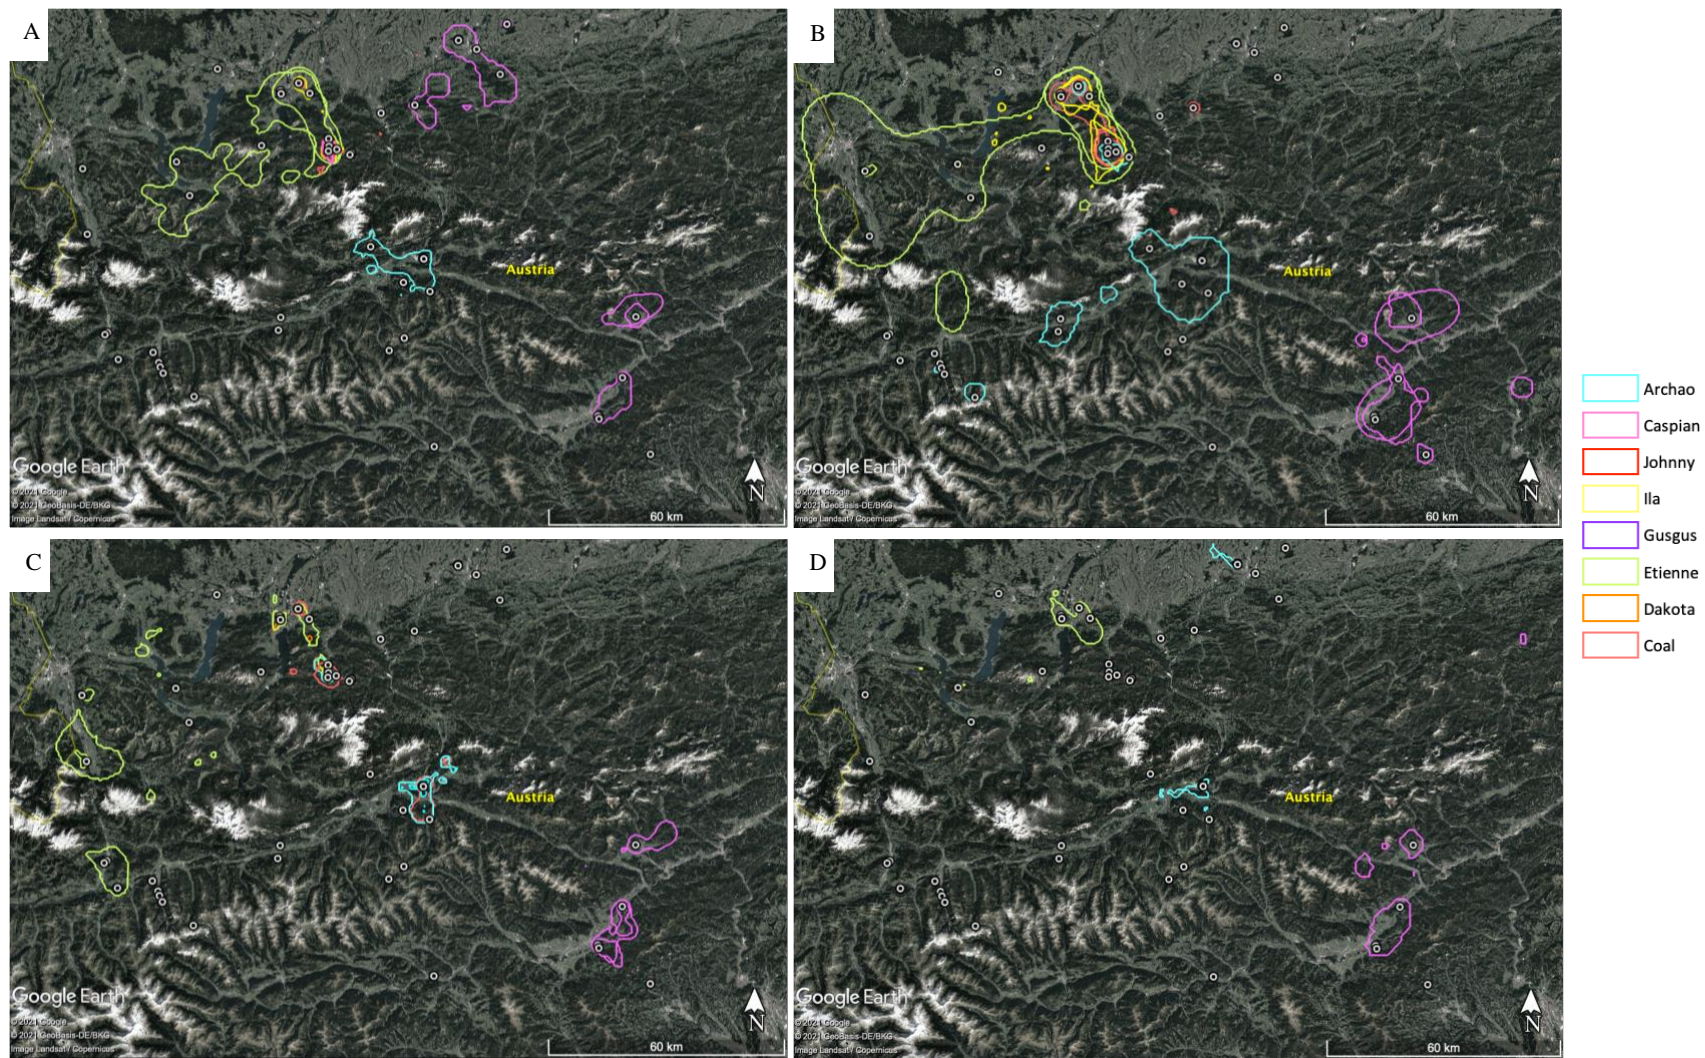 A
B
Austria
Austria
Google Earth
© 2021 Google
© 2021 GeoBasis-DE/BKG
Image Landsat / Copernicus
N
60 km
Google Earth
© 2021 Google
© 2021 GeoBasis-DE/BKG
Image Landsat / Copernicus
N
60 km
C
D
Austria
Austria
Google Earth
© 2021 Google
© 2021 GeoBasis-DE/BKG
Image Landsat / Copernicus
N
60 km
Google Earth
© 2021 Google
© 2021 GeoBasis-DE/BKG
Image Landsat / Copernicus
N
60 km
Archao
Caspian
Johnny
Ila
Gusgus
Etienne
Dakota
Coal